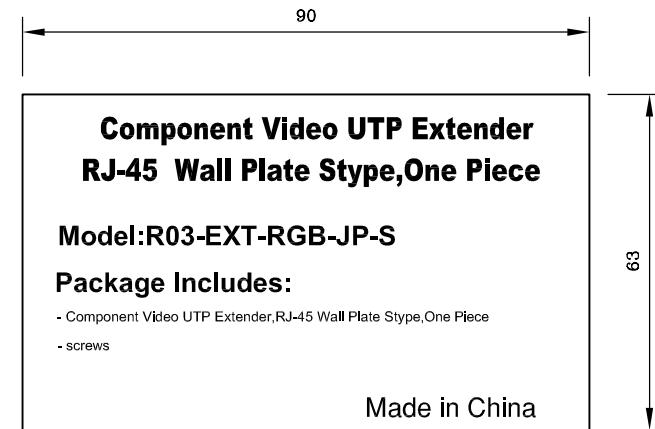 90
Component Video UTP Extender
RJ-45 Wall Plate Stype,One Piece
Model:R03-EXT-RGB-JP-S
63
Package Includes:
- Component Video UTP Extender,RJ-45 Wall Plate Stype,One Piece
- screws
Made in China